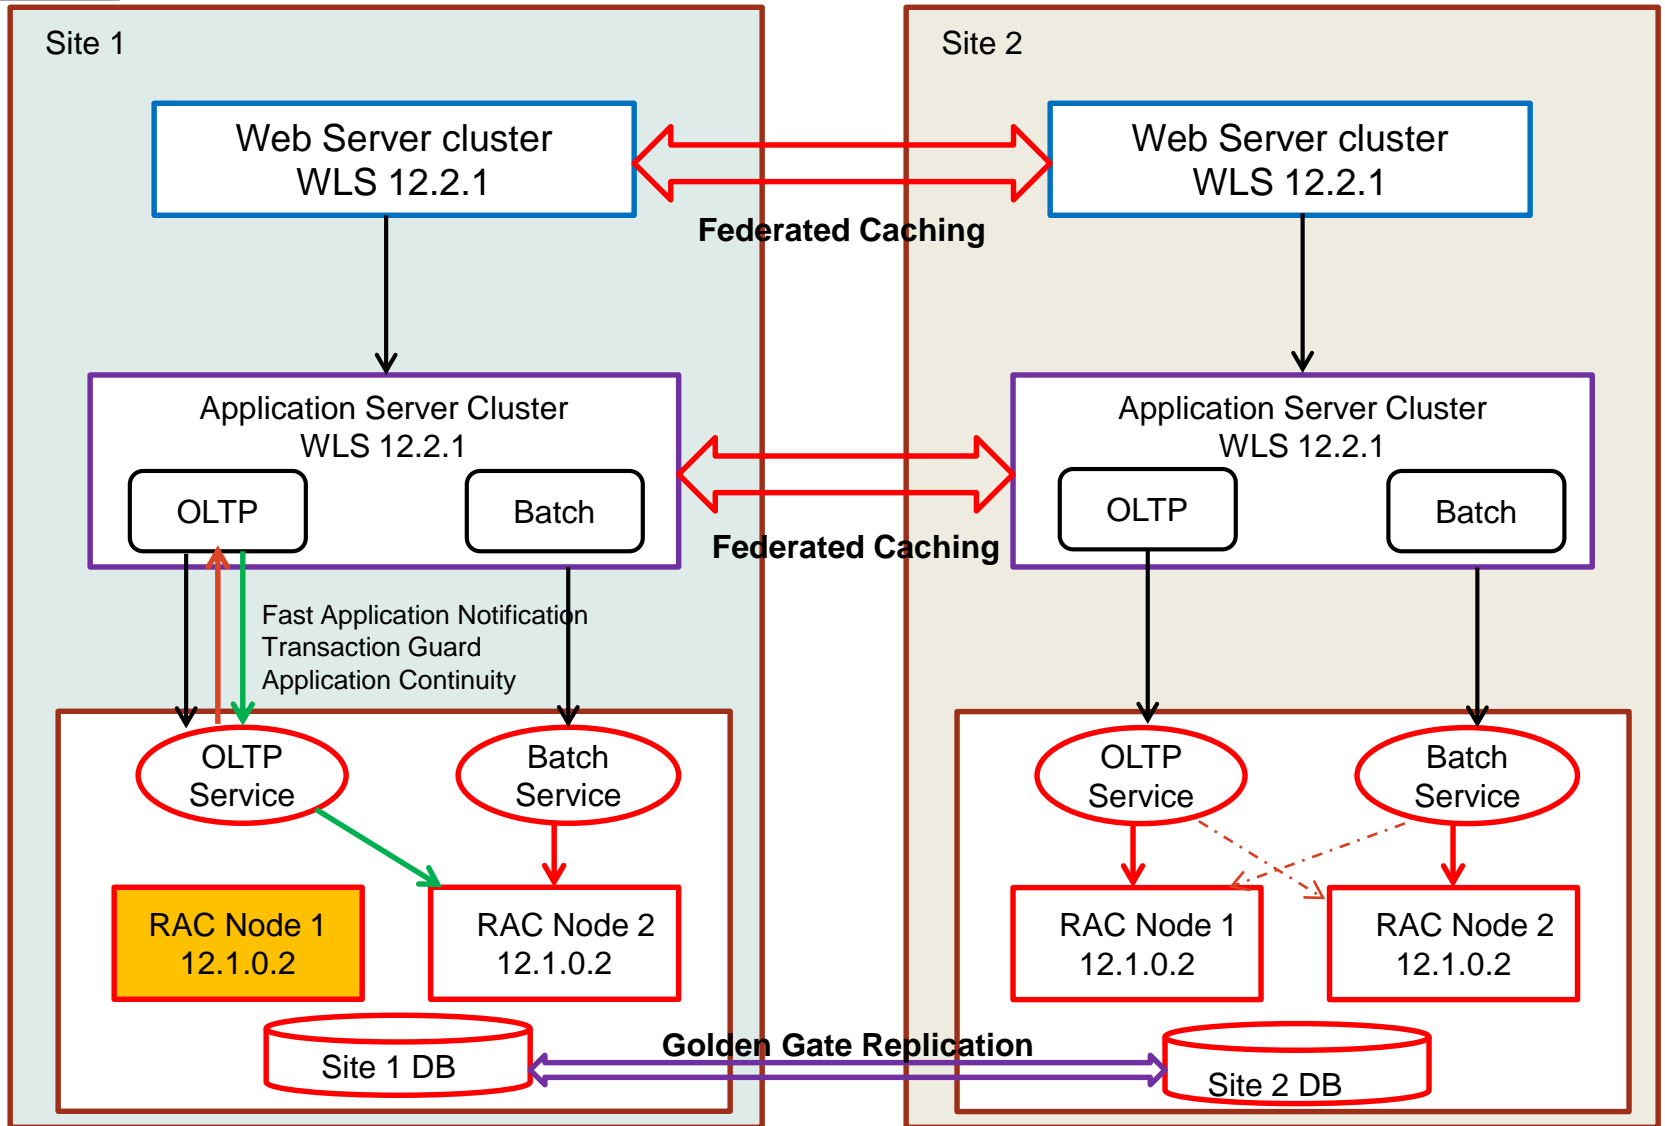 Site 1
Site 2
Web Server cluster
WLS 12.2.1
Web Server cluster
WLS 12.2.1
Federated Caching
Application Server Cluster
WLS 12.2.1
Application Server Cluster
WLS 12.2.1
OLTP
Batch
OLTP
Batch
Federated Caching
Fast Application Notification
Transaction Guard
Application Continuity
OLTP
Service
Batch
Service
OLTP
Service
Batch
Service
RAC Node 1
12.1.0.2
RAC Node 2
12.1.0.2
RAC Node 1
12.1.0.2
RAC Node 2
12.1.0.2
Golden Gate Replication
Site 1 DB
Site 2 DB